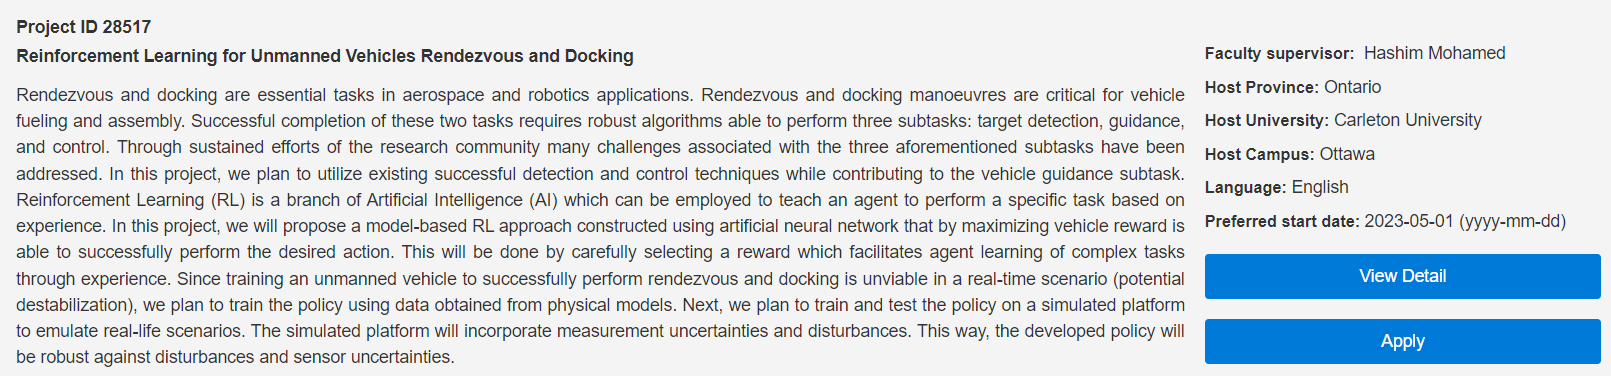 Project ID 28517
Reinforcement Learning for Unmanned Vehicles Rendezvous and Docking
Rendezvous and docking are essential tasks in aerospace and robotics applications. Rendezvous and docking manoeuvres are critical for vehicle
fueling and assembly. Successful completion of these two tasks requires robust algorithms able to perform three subtasks: target detection, guidance,
and control. Through sustained efforts of the research community many challenges associated with the three aforementioned subtasks have been
addressed. In this project, we plan to utilize existing successful detection and control techniques while contributing to the vehicle guidance subtask.
Reinforcement Learning (RL) is a branch of Artificial Intelligence (AI) which can be employed to teach an agent to perform a specific task based on
experience. In this project, we will propose a model-based RL approach constructed using artificial neural network that by maximizing vehicle reward is
able to successfully perform the desired action. This will be done by carefully selecting a reward which facilitates agent learning of complex tasks
through experience. Since training an unmanned vehicle to successfully perform rendezvous and docking is unviable in a real-time scenario (potential
destabilization), we plan to train the policy using data obtained from physical models. Next, we plan to train and test the policy on a simulated platform
to emulate real-life scenarios. The simulated platform will incorporate measurement uncertainties and disturbances. This way, the developed policy will
be robust against disturbances and sensor uncertainties.
Faculty supervisor: Hashim Mohamed
Host Province: Ontario
Host University: Carleton University
Host Campus: Ottawa
Language: English
Preferred start date: 2023-05-01 (yyyy-mm-dd)
View Detail
Apply